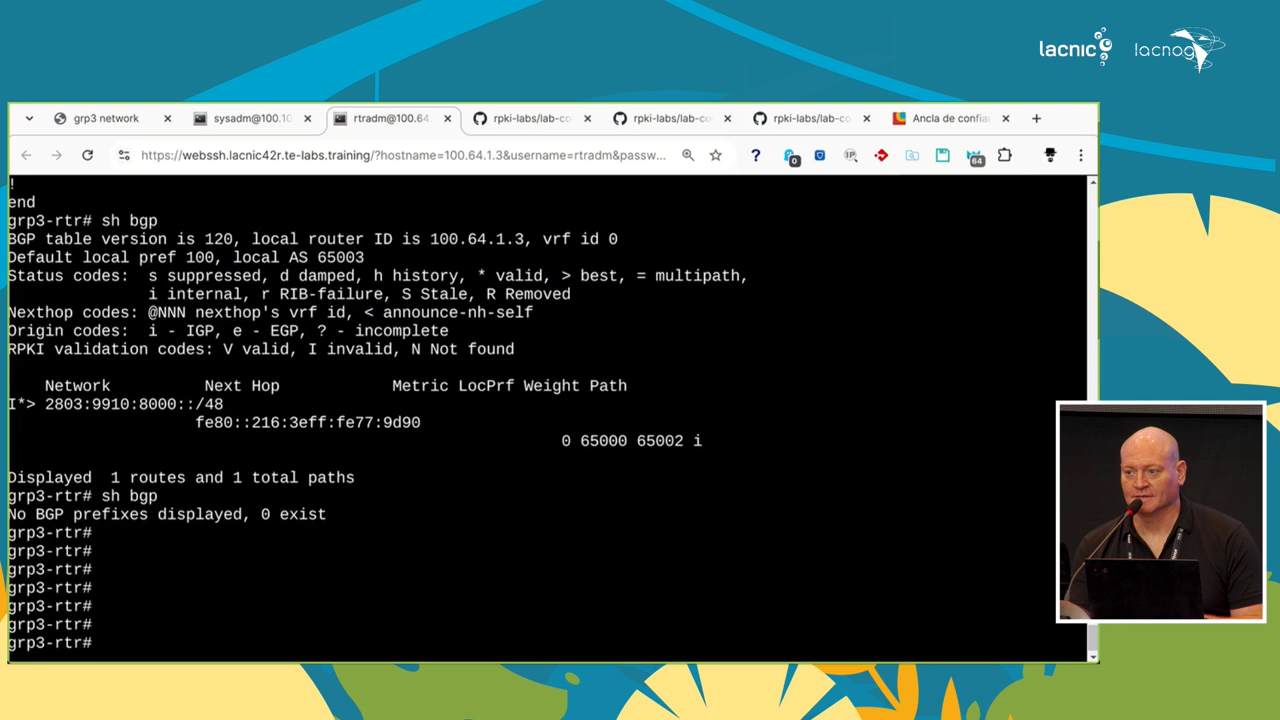 lacnic
lacnog
grp3 network
sysadm@100.10
rtradm@100.64.
rpki-labs/lab-co
rpki-labs/lab-co
rpki-labs/lab-co
Ancla de confia
https://webssh.lacnic42r.te-labs.training/?hostname=100.64.1.3&username=rtradm&passw...
?
0
IP
64
!
end
grp3-rtr# sh bgp
BGP table version is 120, local router ID is 100.64.1.3, vrf id 0
Default local pref 100, local AS 65003
Status codes:  s suppressed, d damped, h history, * valid, > best, = multipath,
               i internal, r RIB-failure, S Stale, R Removed
Nexthop codes: @NNN nexthop's vrf id, < announce-nh-self
Origin codes:  i - IGP, e - EGP, ? - incomplete
RPKI validation codes: V valid, I invalid, N Not found
    Network          Next Hop            Metric LocPrf Weight Path
I*> 2803:9910:8000::/48
                    fe80::216:3eff:fe77:9d90
                                                           0 65000 65002 i
Displayed  1 routes and 1 total paths
grp3-rtr# sh bgp
No BGP prefixes displayed, 0 exist
grp3-rtr#
grp3-rtr#
grp3-rtr#
grp3-rtr#
grp3-rtr#
grp3-rtr#
grp3-rtr#